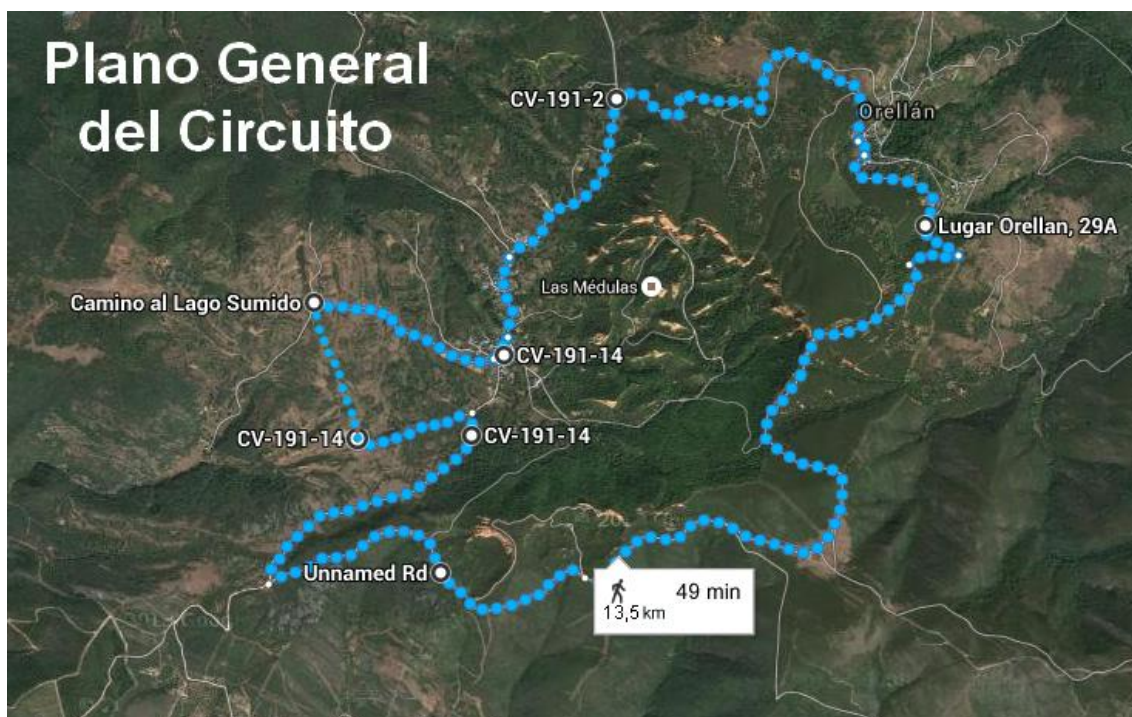 Plano General
del Circuito
CV-191-2
Orellán
Lugar Orellan, 29A
Las Médulas
Camino al Lago Sumido
CV-191-14
CV-191-14
CV-191-14
Unnamed Rd
49 min
13,5 km